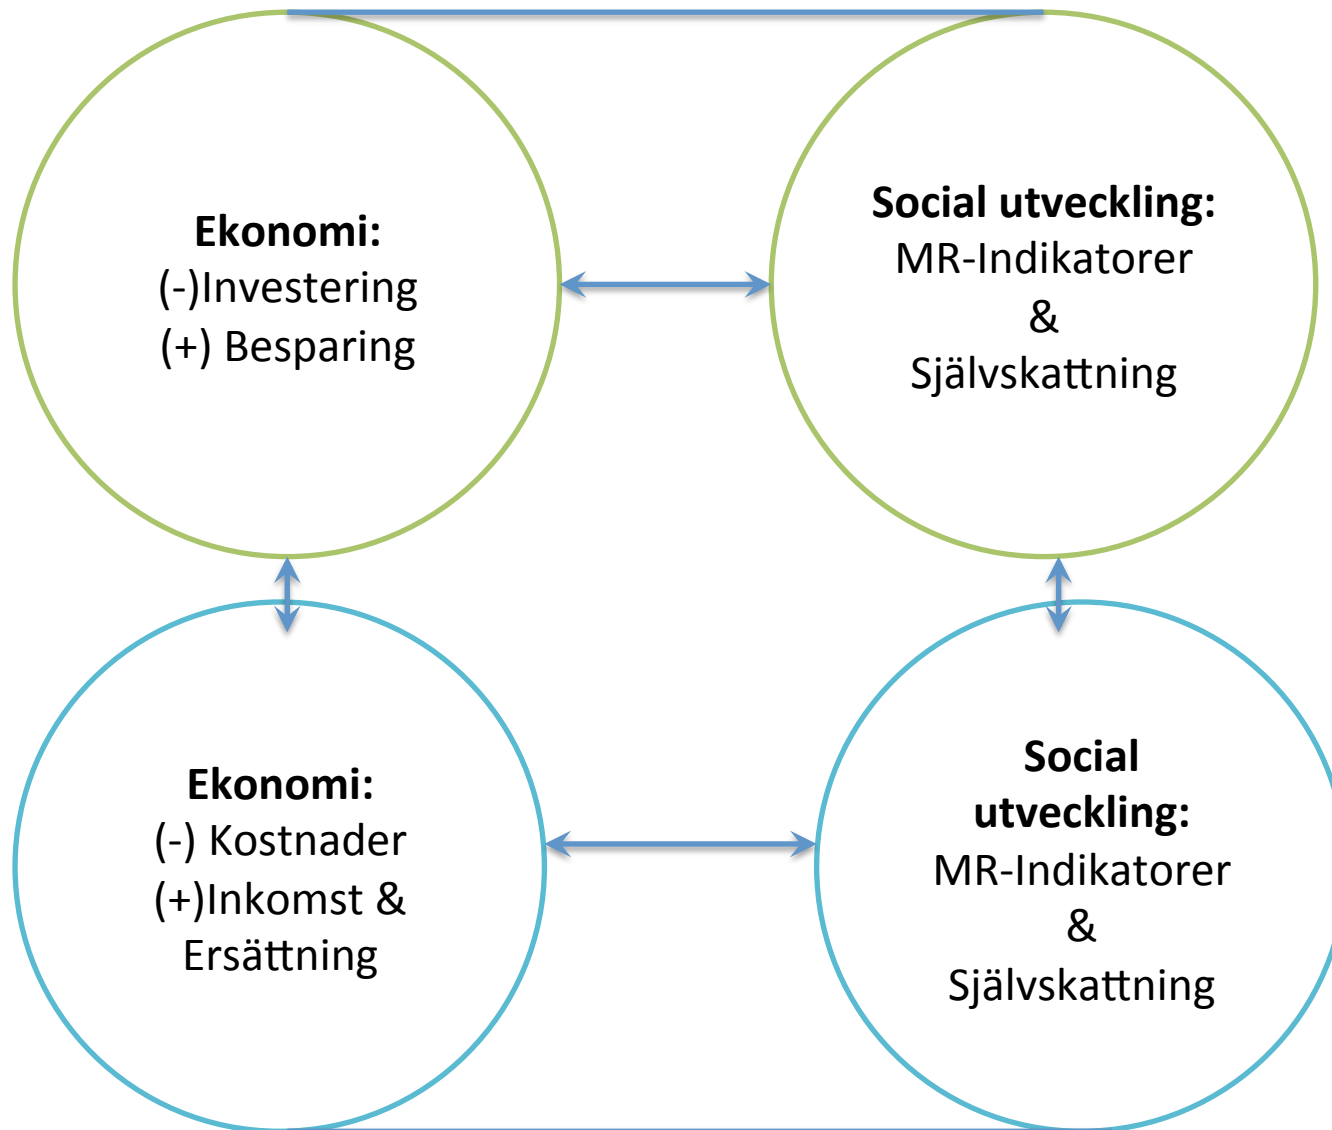 Ekonomi:
(-)Investering
(+) Besparing
Social utveckling:
MR-Indikatorer
&
Självskattning
Ekonomi:
(-) Kostnader
(+)Inkomst &
Ersättning
Social
utveckling:
MR-Indikatorer
&
Självskattning